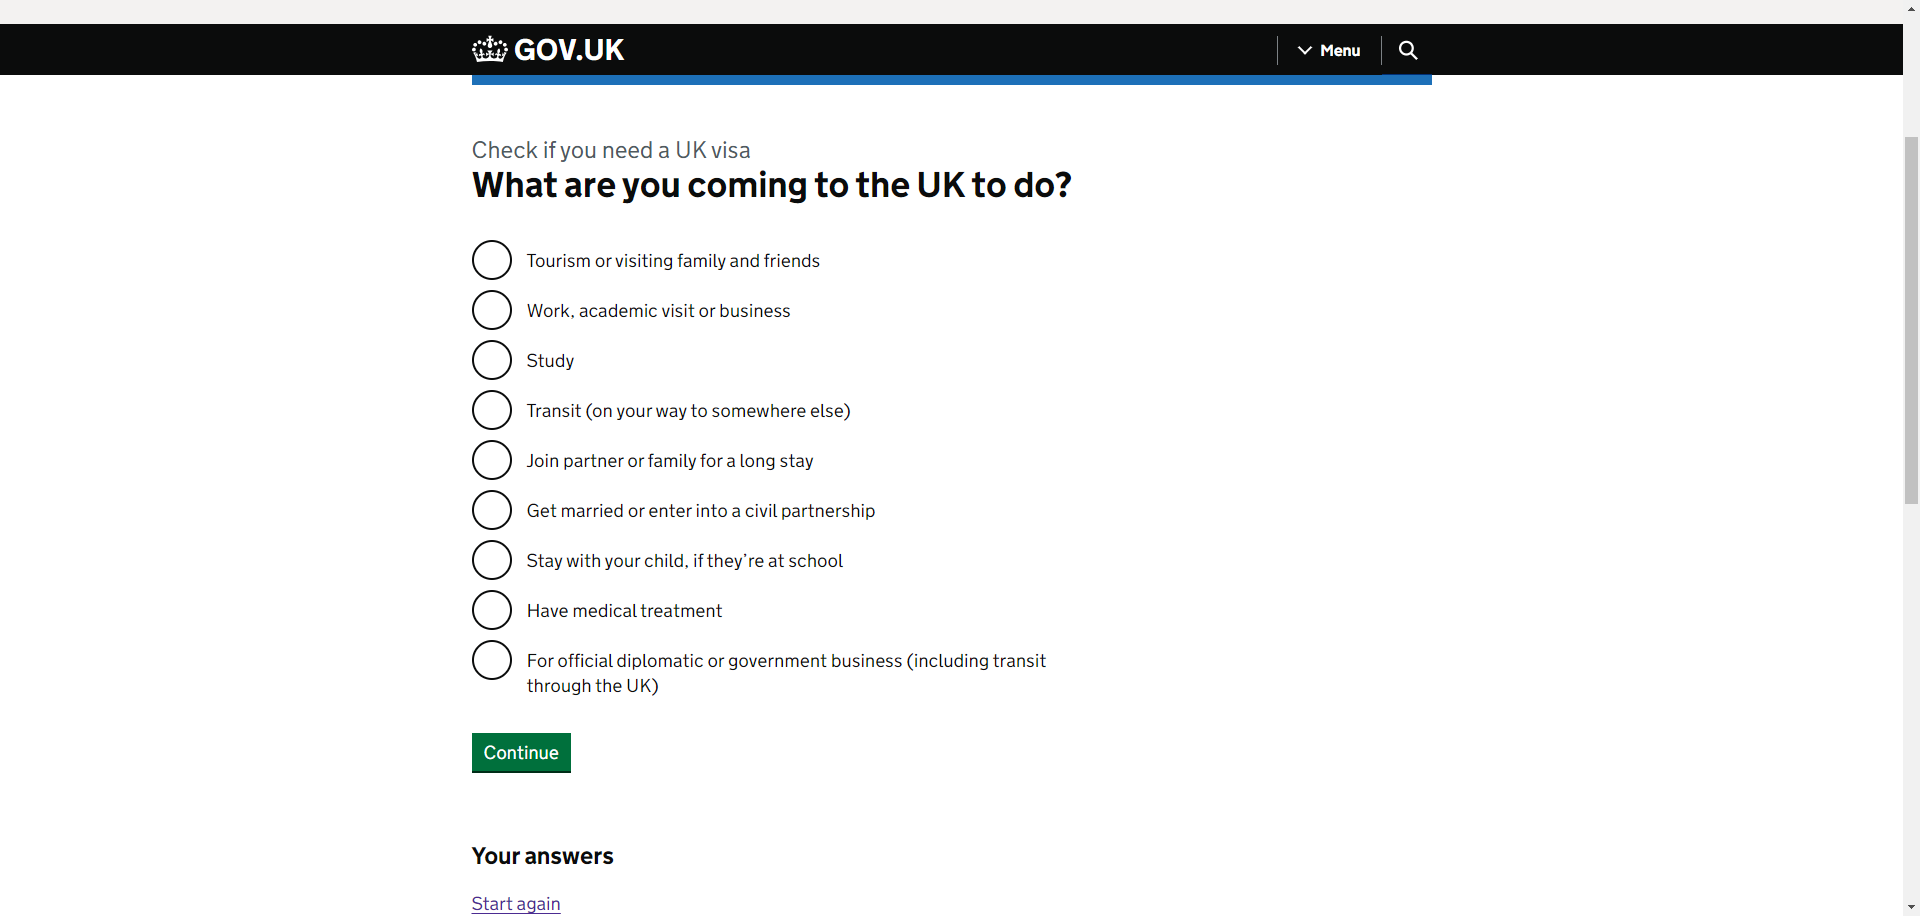 GOV.UK
Menu
Check if you need a UK visa
What are you coming to the UK to do?
Tourism or visiting family and friends
Work, academic visit or business
Study
Transit (on your way to somewhere else)
Join partner or family for a long stay
Get married or enter into a civil partnership
Stay with your child, if they’re at school
Have medical treatment
For official diplomatic or government business (including transit
through the UK)
Continue
Your answers
Start again